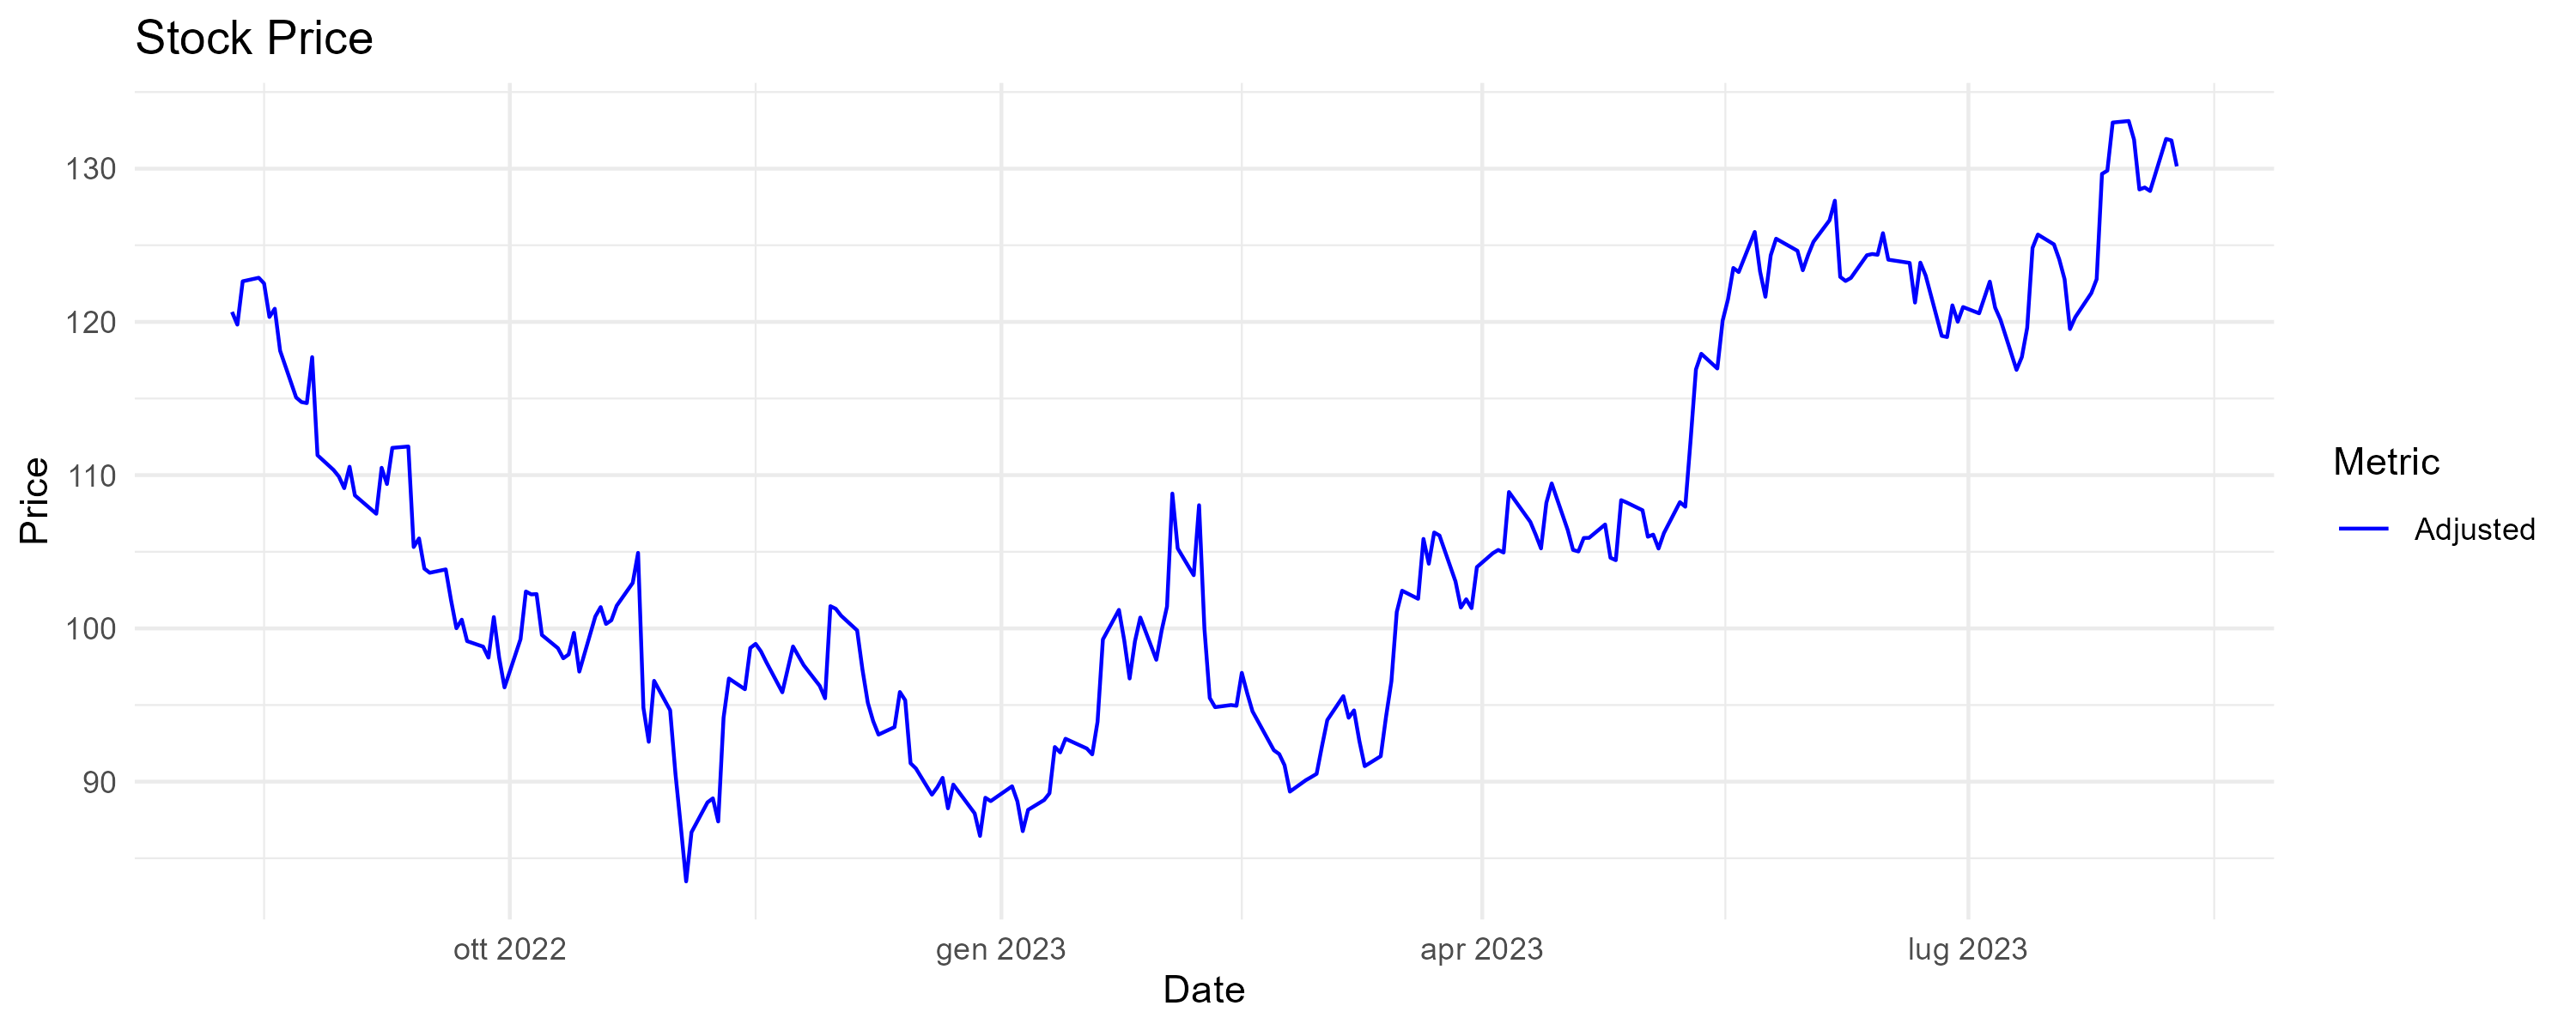 Stock Price
Price
130
120
110
100
90
ott 2022
gen 2023
apr 2023
lug 2023
Date
Metric
Adjusted